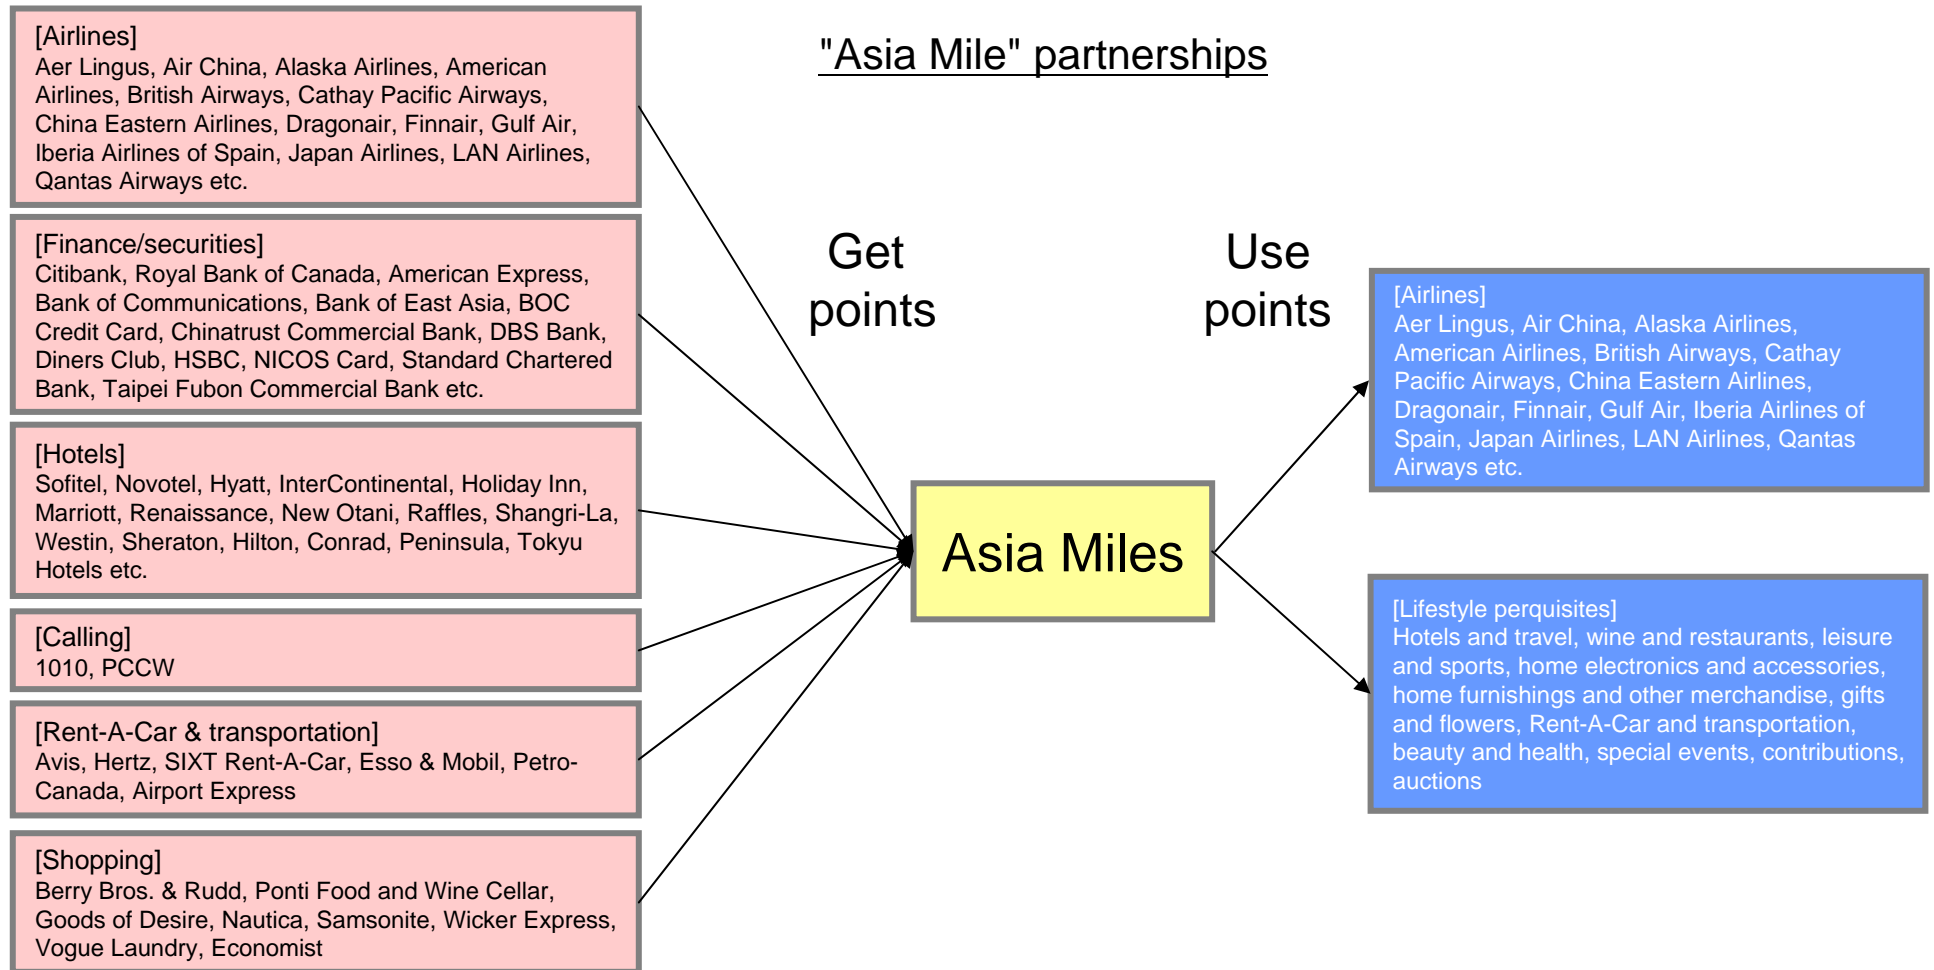 "Asia Mile" partnerships
[Airlines]
Aer Lingus, Air China, Alaska Airlines, American
Airlines, British Airways, Cathay Pacific Airways,
China Eastern Airlines, Dragonair, Finnair, Gulf Air,
Iberia Airlines of Spain, Japan Airlines, LAN Airlines,
Qantas Airways etc.
[Finance/securities]
Citibank, Royal Bank of Canada, American Express,
Bank of Communications, Bank of East Asia, BOC
Credit Card, Chinatrust Commercial Bank, DBS Bank,
Diners Club, HSBC, NICOS Card, Standard Chartered
Bank, Taipei Fubon Commercial Bank etc.
[Hotels]
Sofitel, Novotel, Hyatt, InterContinental, Holiday Inn,
Marriott, Renaissance, New Otani, Raffles, Shangri-La,
Westin, Sheraton, Hilton, Conrad, Peninsula, Tokyu
Hotels etc.
[Calling]
1010, PCCW
[Rent-A-Car & transportation]
Avis, Hertz, SIXT Rent-A-Car, Esso & Mobil, Petro-
Canada, Airport Express
[Shopping]
Berry Bros. & Rudd, Ponti Food and Wine Cellar,
Goods of Desire, Nautica, Samsonite, Wicker Express,
Vogue Laundry, Economist
Get
points
Asia Miles
Use
points
[Airlines]
Aer Lingus, Air China, Alaska Airlines,
American Airlines, British Airways, Cathay
Pacific Airways, China Eastern Airlines,
Dragonair, Finnair, Gulf Air, Iberia Airlines of
Spain, Japan Airlines, LAN Airlines, Qantas
Airways etc.
[Lifestyle perquisites]
Hotels and travel, wine and restaurants, leisure
and sports, home electronics and accessories,
home furnishings and other merchandise, gifts
and flowers, Rent-A-Car and transportation,
beauty and health, special events, contributions,
auctions